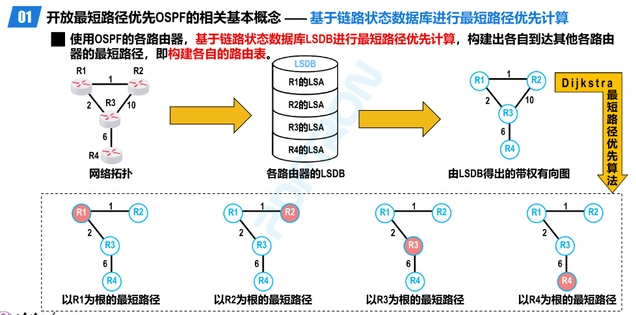 01 开放最短路径优先OSPF的相关基本概念 —— 基于链路状态数据库进行最短路径优先计算
■ 使用OSPF的各路由器，基于链路状态数据库LSDB进行最短路径优先计算，构建出各自到达其他各路由
器的最短路径，即构建各自的路由表。
R1 1 R2
2 R3 10
6
R4
网络拓扑
LSDB
R1的LSA
R2的LSA
R3的LSA
R4的LSA
各路由器的LSDB
R1 1 R2
2 10
R3
6
R4
由LSDB得出的带权有向图
Dijkstra
最短路径优先算法
R1 1 R2
2
R3
6
R4
以R1为根的最短路径
R1 1 R2
2
R3
6
R4
以R2为根的最短路径
R1 1 R2
2
R3
6
R4
以R3为根的最短路径
R1 1 R2
2
R3
6
R4
以R4为根的最短路径